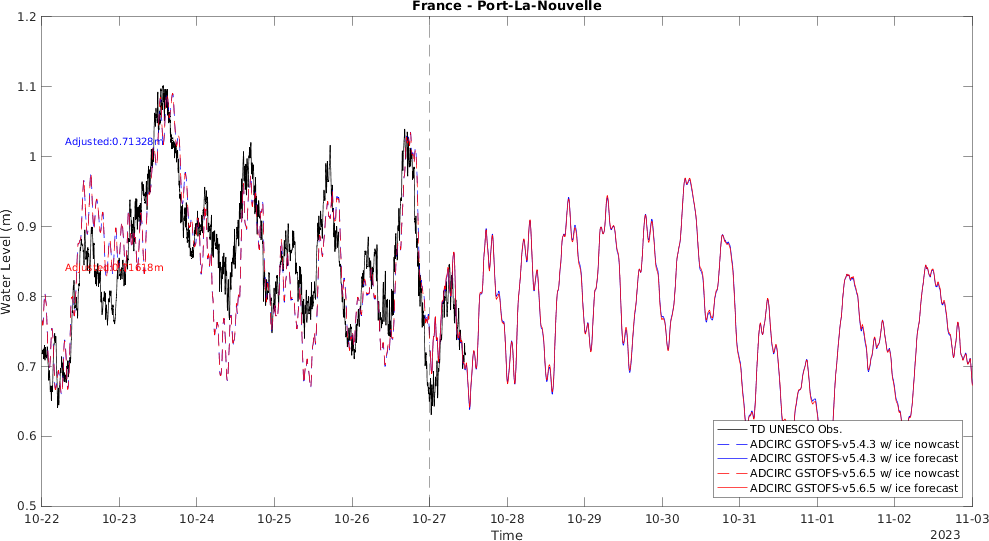 France - Port-La-Nouvelle
1.2
1.1
1
0.9
0.8
0.7
0.6
0.5
Water Level (m)
Adjusted:0.71328m
TD UNESCO Obs.
ADCIRC GSTOFS-v5.4.3 w/ ice nowcast
ADCIRC GSTOFS-v5.4.3 w/ ice forecast
ADCIRC GSTOFS-v5.6.5 w/ ice nowcast
ADCIRC GSTOFS-v5.6.5 w/ ice forecast
10-22 10-23 10-24 10-25 10-26 10-27 10-28 10-29 10-30 10-31 11-01 11-02 11-03
Time
2023